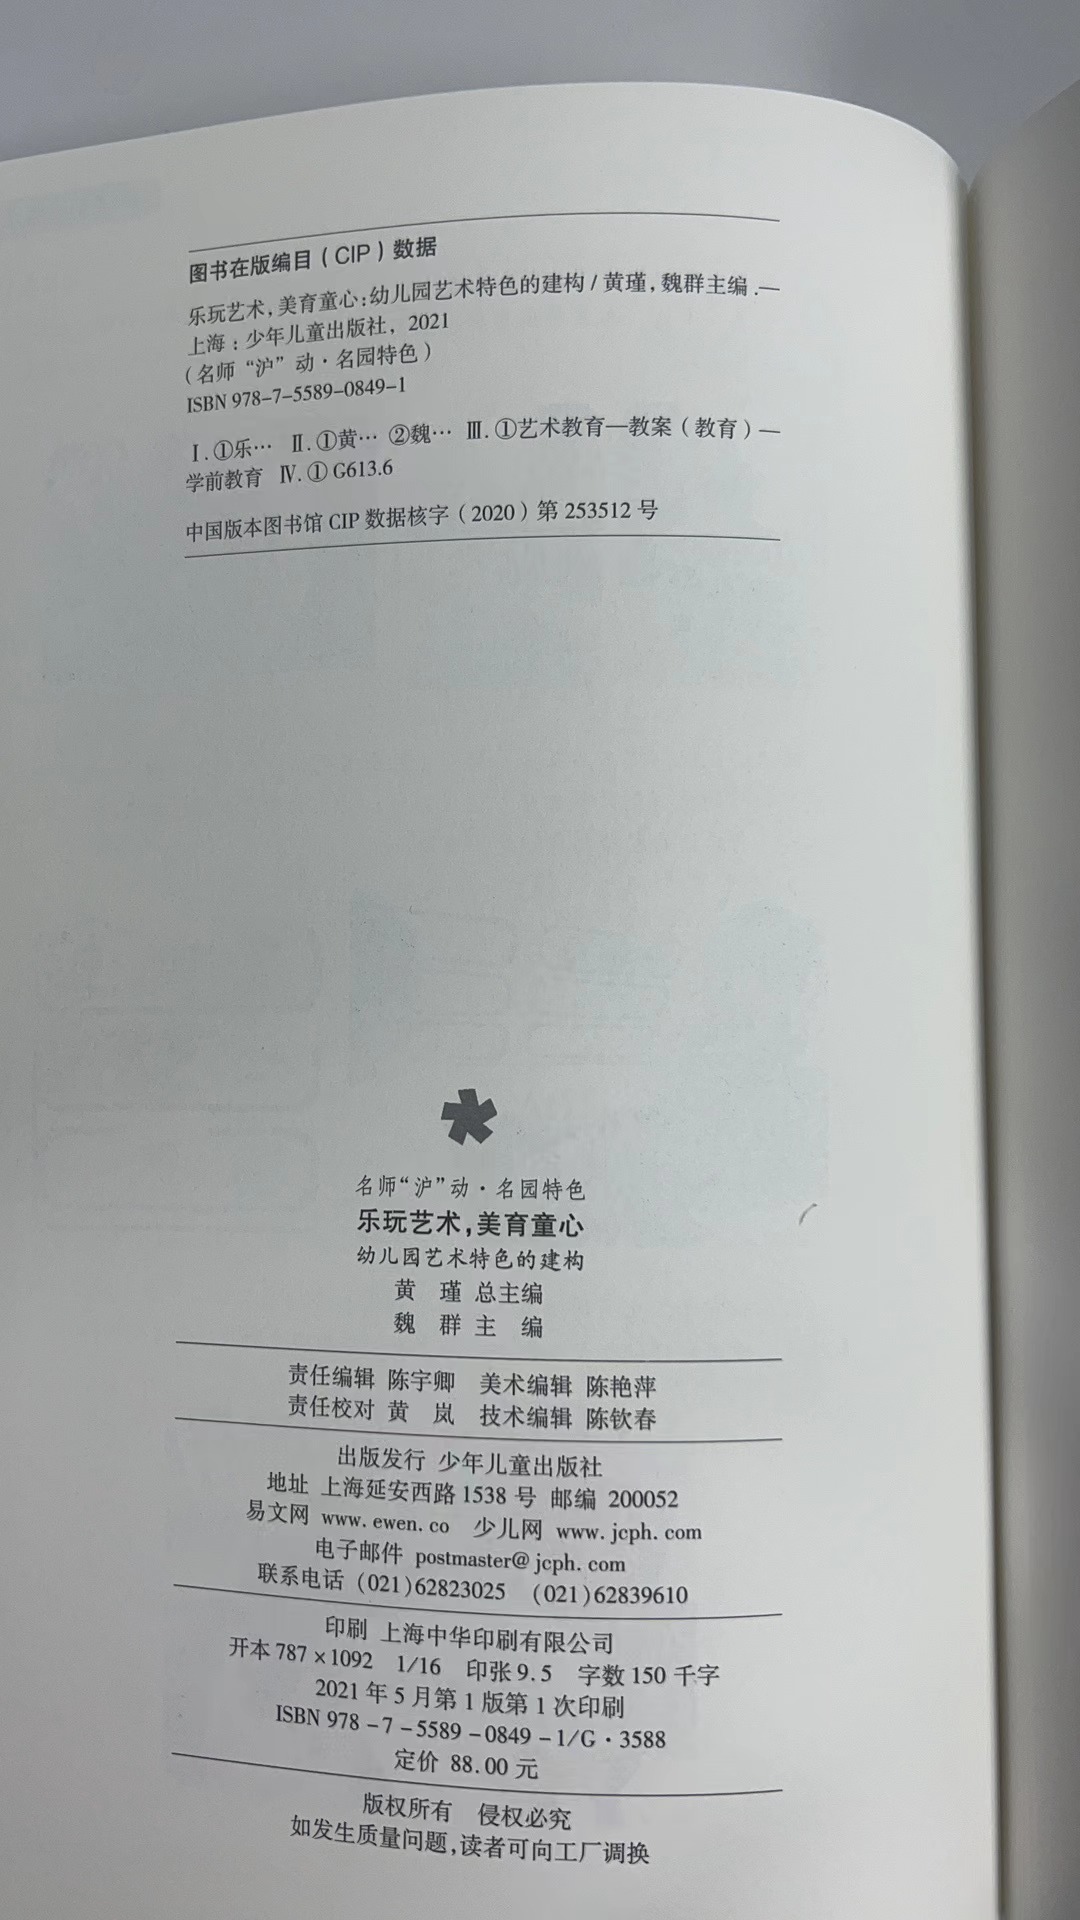 图书在版编目（CIP）数据
乐玩艺术，美育童心：幼儿园艺术特色的建构 / 黄瑾，魏群主编 .—
上海：少年儿童出版社，2021
（名师“沪”动·名园特色）
ISBN 978-7-5589-0849-1
Ⅰ.①乐… Ⅱ.①黄… ②魏… Ⅲ.①艺术教育—教案（教育）—
学前教育 Ⅳ.① G613.6
中国版本图书馆 CIP 数据核字（2020）第 253512 号
名师“沪”动·名园特色
乐玩艺术，美育童心
幼儿园艺术特色的建构
黄 瑾 总主编
魏 群 主 编
责任编辑 陈宇卿 美术编辑 陈艳萍
责任校对 黄 岚 技术编辑 陈钦春
出版发行 少年儿童出版社
地址 上海延安西路 1538 号 邮编 200052
易文网 www.ewen.co 少儿网 www.jcph.com
电子邮件 postmaster@jcph.com
联系电话 (021)62823025 (021)62839610
印刷 上海中华印刷有限公司
开本 787×1092 1/16 印张 9.5 字数 150 千字
2021 年 5 月第 1 版第 1 次印刷
ISBN 978-7-5589-0849-1/G·3588
定价 88.00 元
版权所有 侵权必究
如发生质量问题，读者可向工厂调换